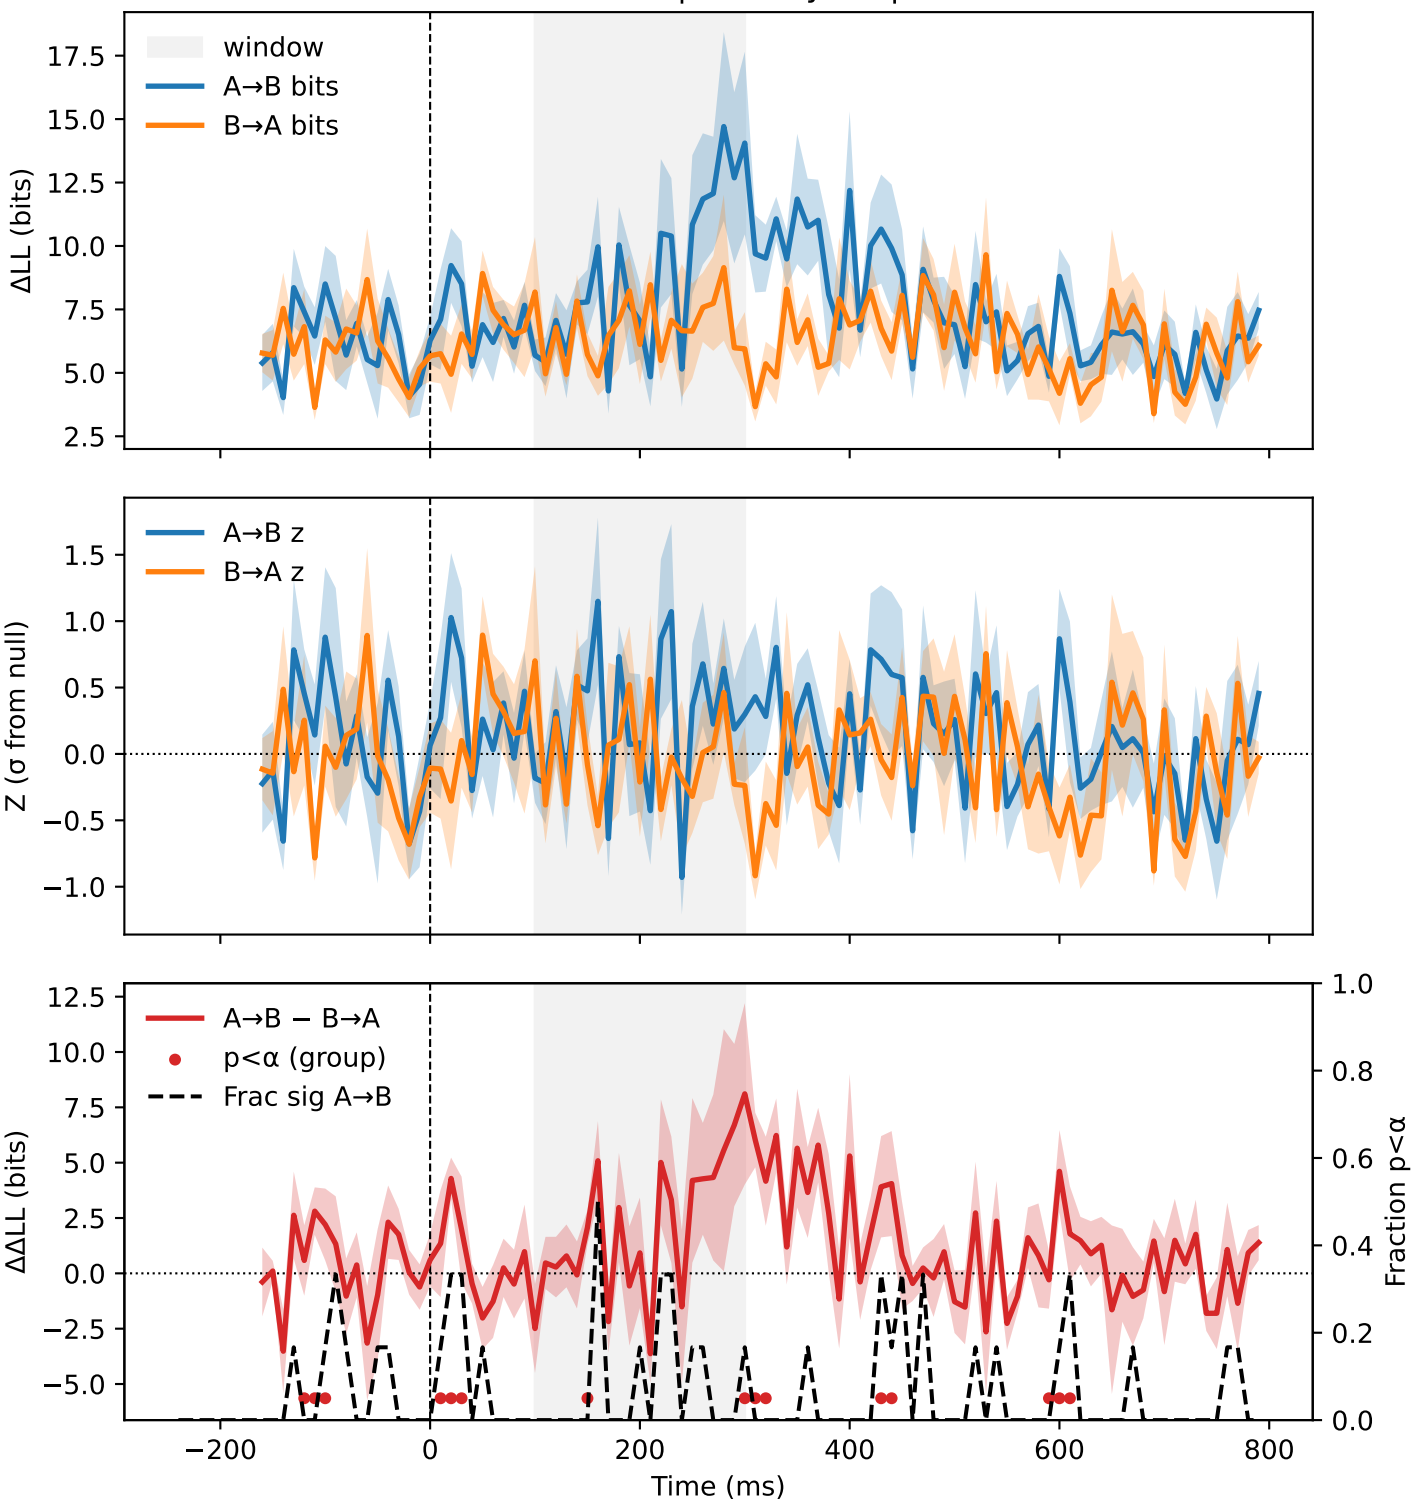 17.5
15.0
12.5
10.0
7.5
5.0
2.5
ΔLL (bits)
window
A→B bits
B→A bits
1.5
1.0
0.5
0.0
−0.5
−1.0
Z (σ from null)
A→B z
B→A z
12.5
10.0
7.5
5.0
2.5
0.0
−2.5
−5.0
ΔΔLL (bits)
A→B − B→A
p<α (group)
Frac sig A→B
1.0
0.8
0.6
0.4
0.2
0.0
Fraction p<α
−200 0 200 400 600 800
Time (ms)